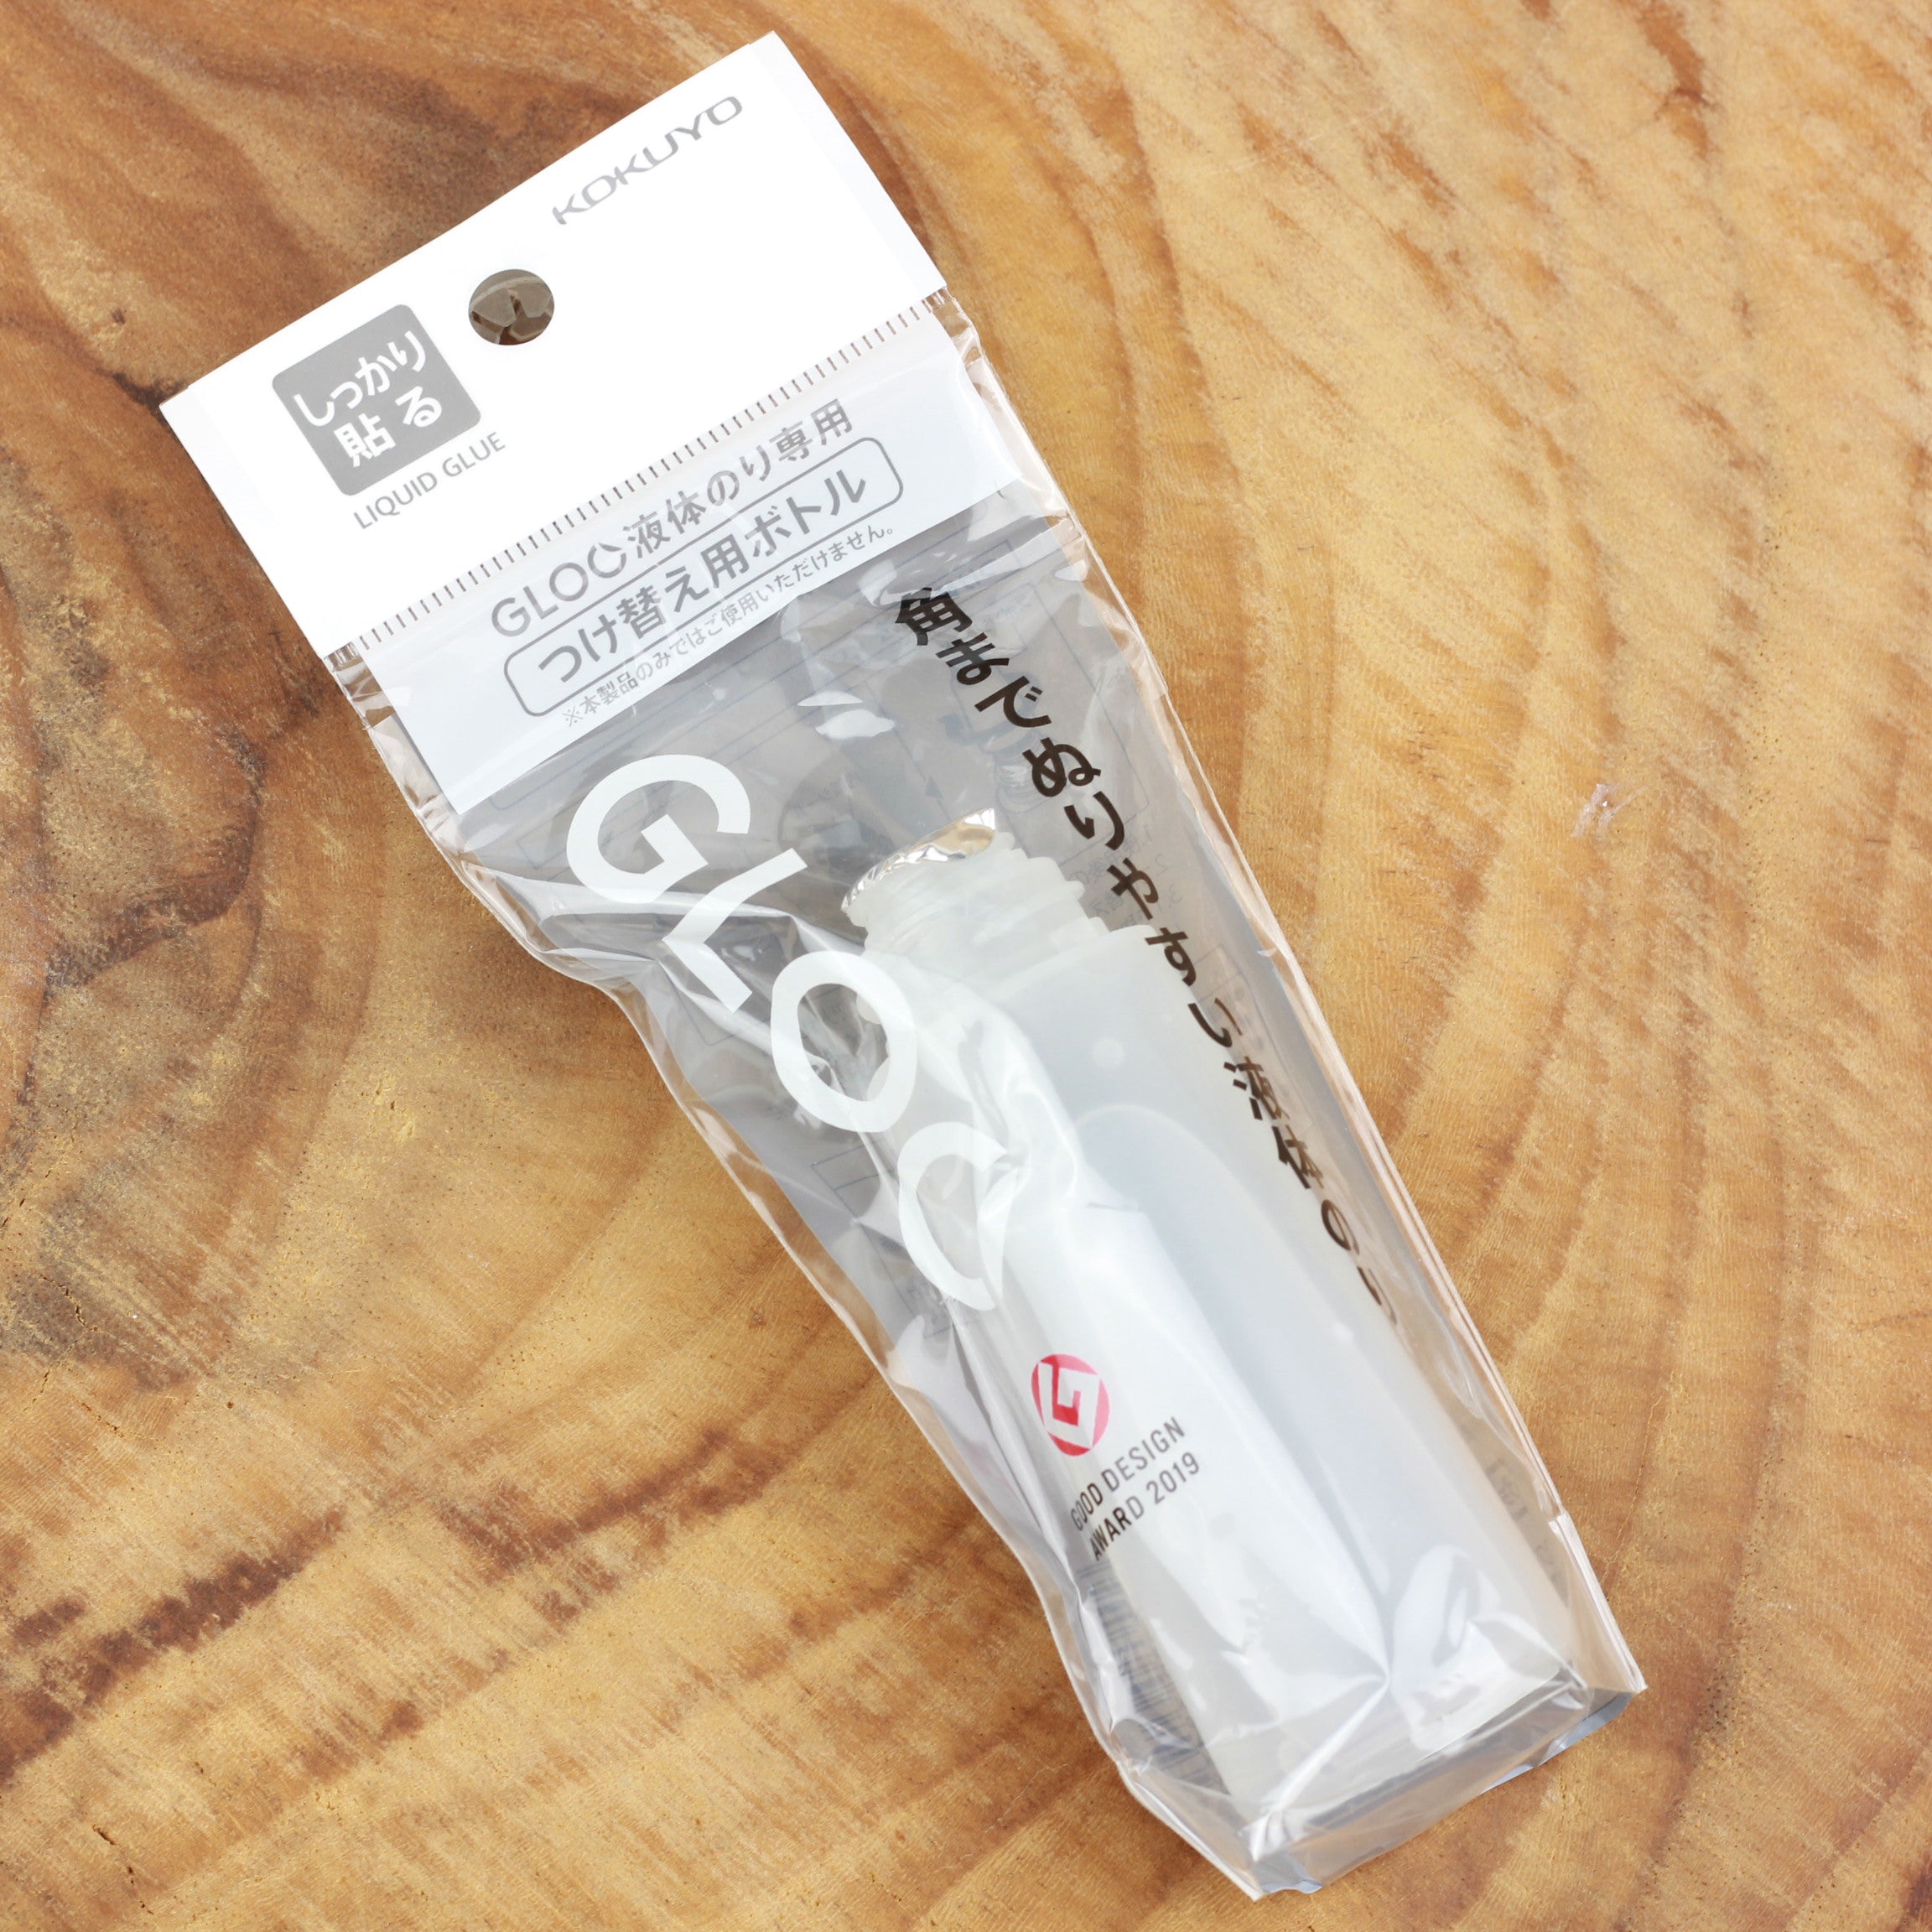 KOKUYO
しっかり
貼る
LIQUID GLUE
GLOO液体のり専用
つけ替え用ボトル
※本製品のみではご使用いただけません。
角までぬりやすい液体のり
GLOO
GOOD DESIGN
AWARD 2019